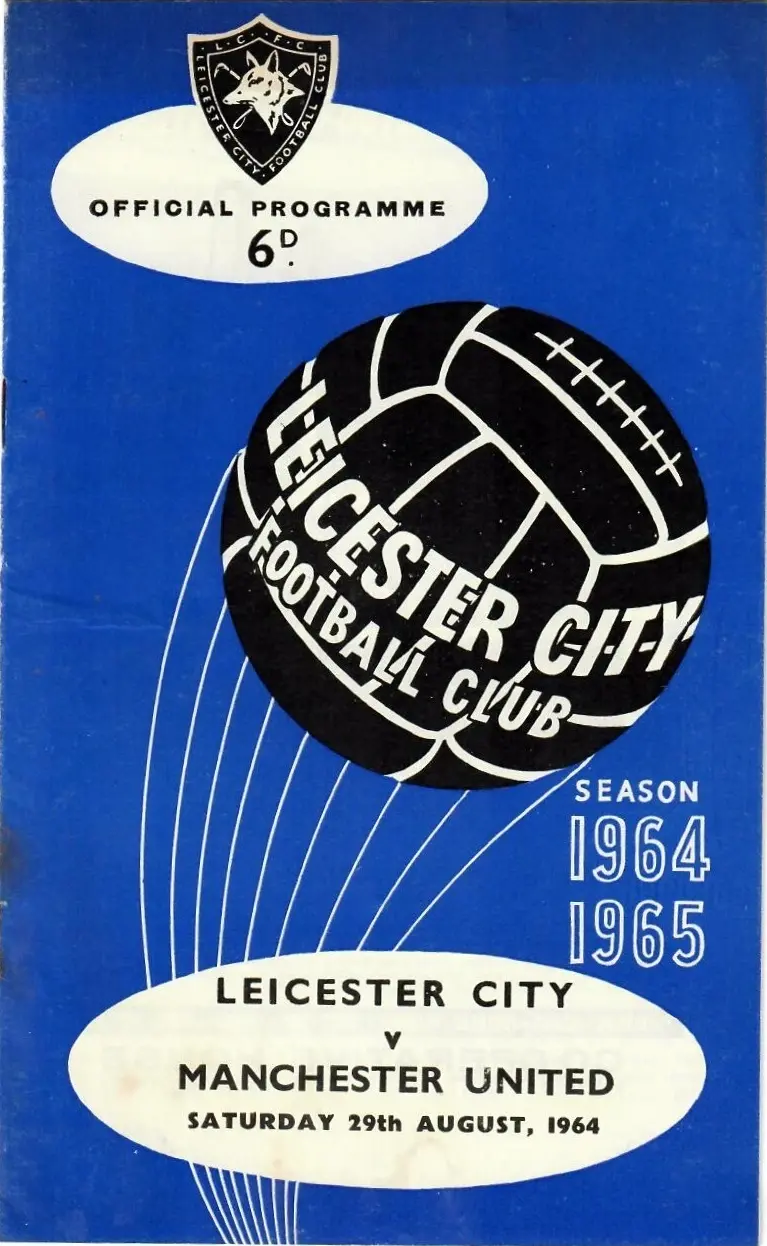 L.C.F.C
LEICESTER CITY FOOTBALL CLUB
OFFICIAL PROGRAMME
6D.
LEICESTER CITY
FOOTBALL CLUB
SEASON
1964
1965
LEICESTER CITY
v
MANCHESTER UNITED
SATURDAY 29th AUGUST, 1964